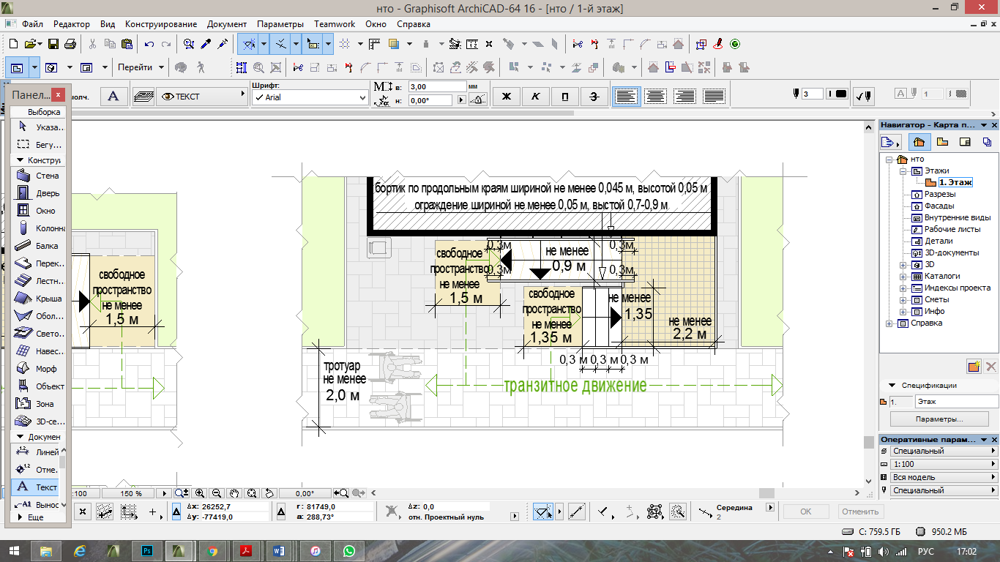 нто - Graphisoft ArchiCAD-64 16 - [нто / 1-й этаж]
Файл Редактор Вид Конструирование Документ Параметры Teamwork Окно Справка
Перейти
Панел...
молч.
ТЕКСТ
Шрифт:
Arial
в: 3,00 мм
н: 0,00°
Ж К П З
3
1
1
Выборка
Указа...
Бегу...
Констру
Стена
Дверь
Окно
Колонн
Балка
Перек...
Лестн...
Крыша
Обол...
Свето...
Навес...
Морф
Объект
Зона
3D-се...
Докумен
Линей
Отме.
Текст
Вынос
Еще
свободное
пространство
не менее
1,5 м
бортик по продольным краям шириной не менее 0,045 м, высотой 0,05 м
ограждение шириной не менее 0,05 м, выстой 0,7-0,9 м
0,3м
0,3м
свободное
пространство
не менее
1,5 м
не менее
0,9 м
0,3м
0,3м
свободное
пространство
не менее
1,35 м
не менее
1,35
не менее
2,2 м
0,3 м 0,3 м 0,3 м
тротуар
не менее
2,0 м
транзитное движение
Навигатор - Карта п...
нто
Этажи
1. Этаж
Разрезы
Фасады
Внутренние виды
Рабочие листы
Детали
3D-документы
3D
Каталоги
Индексы проекта
Сметы
Инфо
Справка
Спецификации
1. Этаж
Параметры...
Оперативные парам...
Специальный
1:100
Вся модель
Специальный
:100 150 % 0,00°
Δx: 26252,7
Δy: -77419,0
r: 81749,0
a: 288,73°
Δz: 0,0
отн. Проектный нуль
Середина
2
OK Отменить
C: 759.5 ГБ 950.2 МБ
РУС 17:02